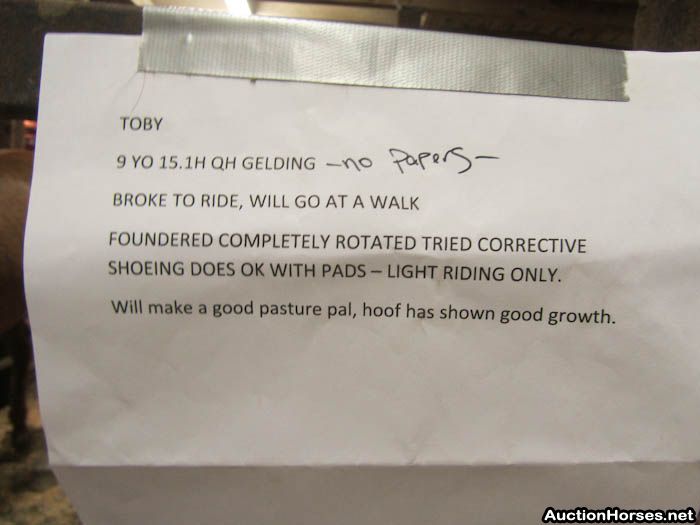 TOBY
9 YO 15.1H QH GELDING -no Papers-
BROKE TO RIDE, WILL GO AT A WALK
FOUNDERED COMPLETELY ROTATED TRIED CORRECTIVE
SHOEING DOES OK WITH PADS – LIGHT RIDING ONLY.
Will make a good pasture pal, hoof has shown good growth.
AuctionHorses.net